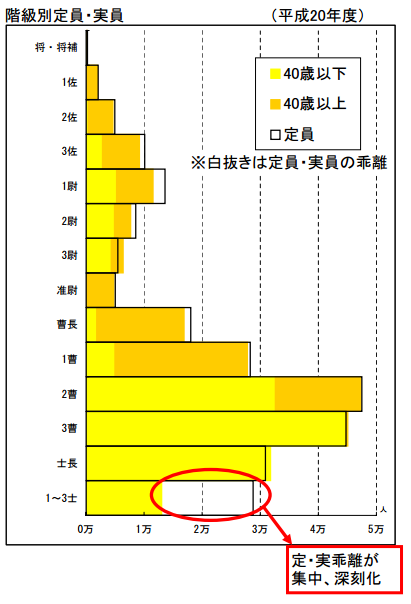 階級別定員・実員
（平成20年度）
将・将補
1佐
2佐
3佐
1尉
2尉
3尉
准尉
曹長
1曹
2曹
3曹
士長
1～3士
40歳以下
40歳以上
定員
※白抜きは定員・実員の乖離
人
0万 1万 2万 3万 4万 5万
定・実乖離が
集中、深刻化